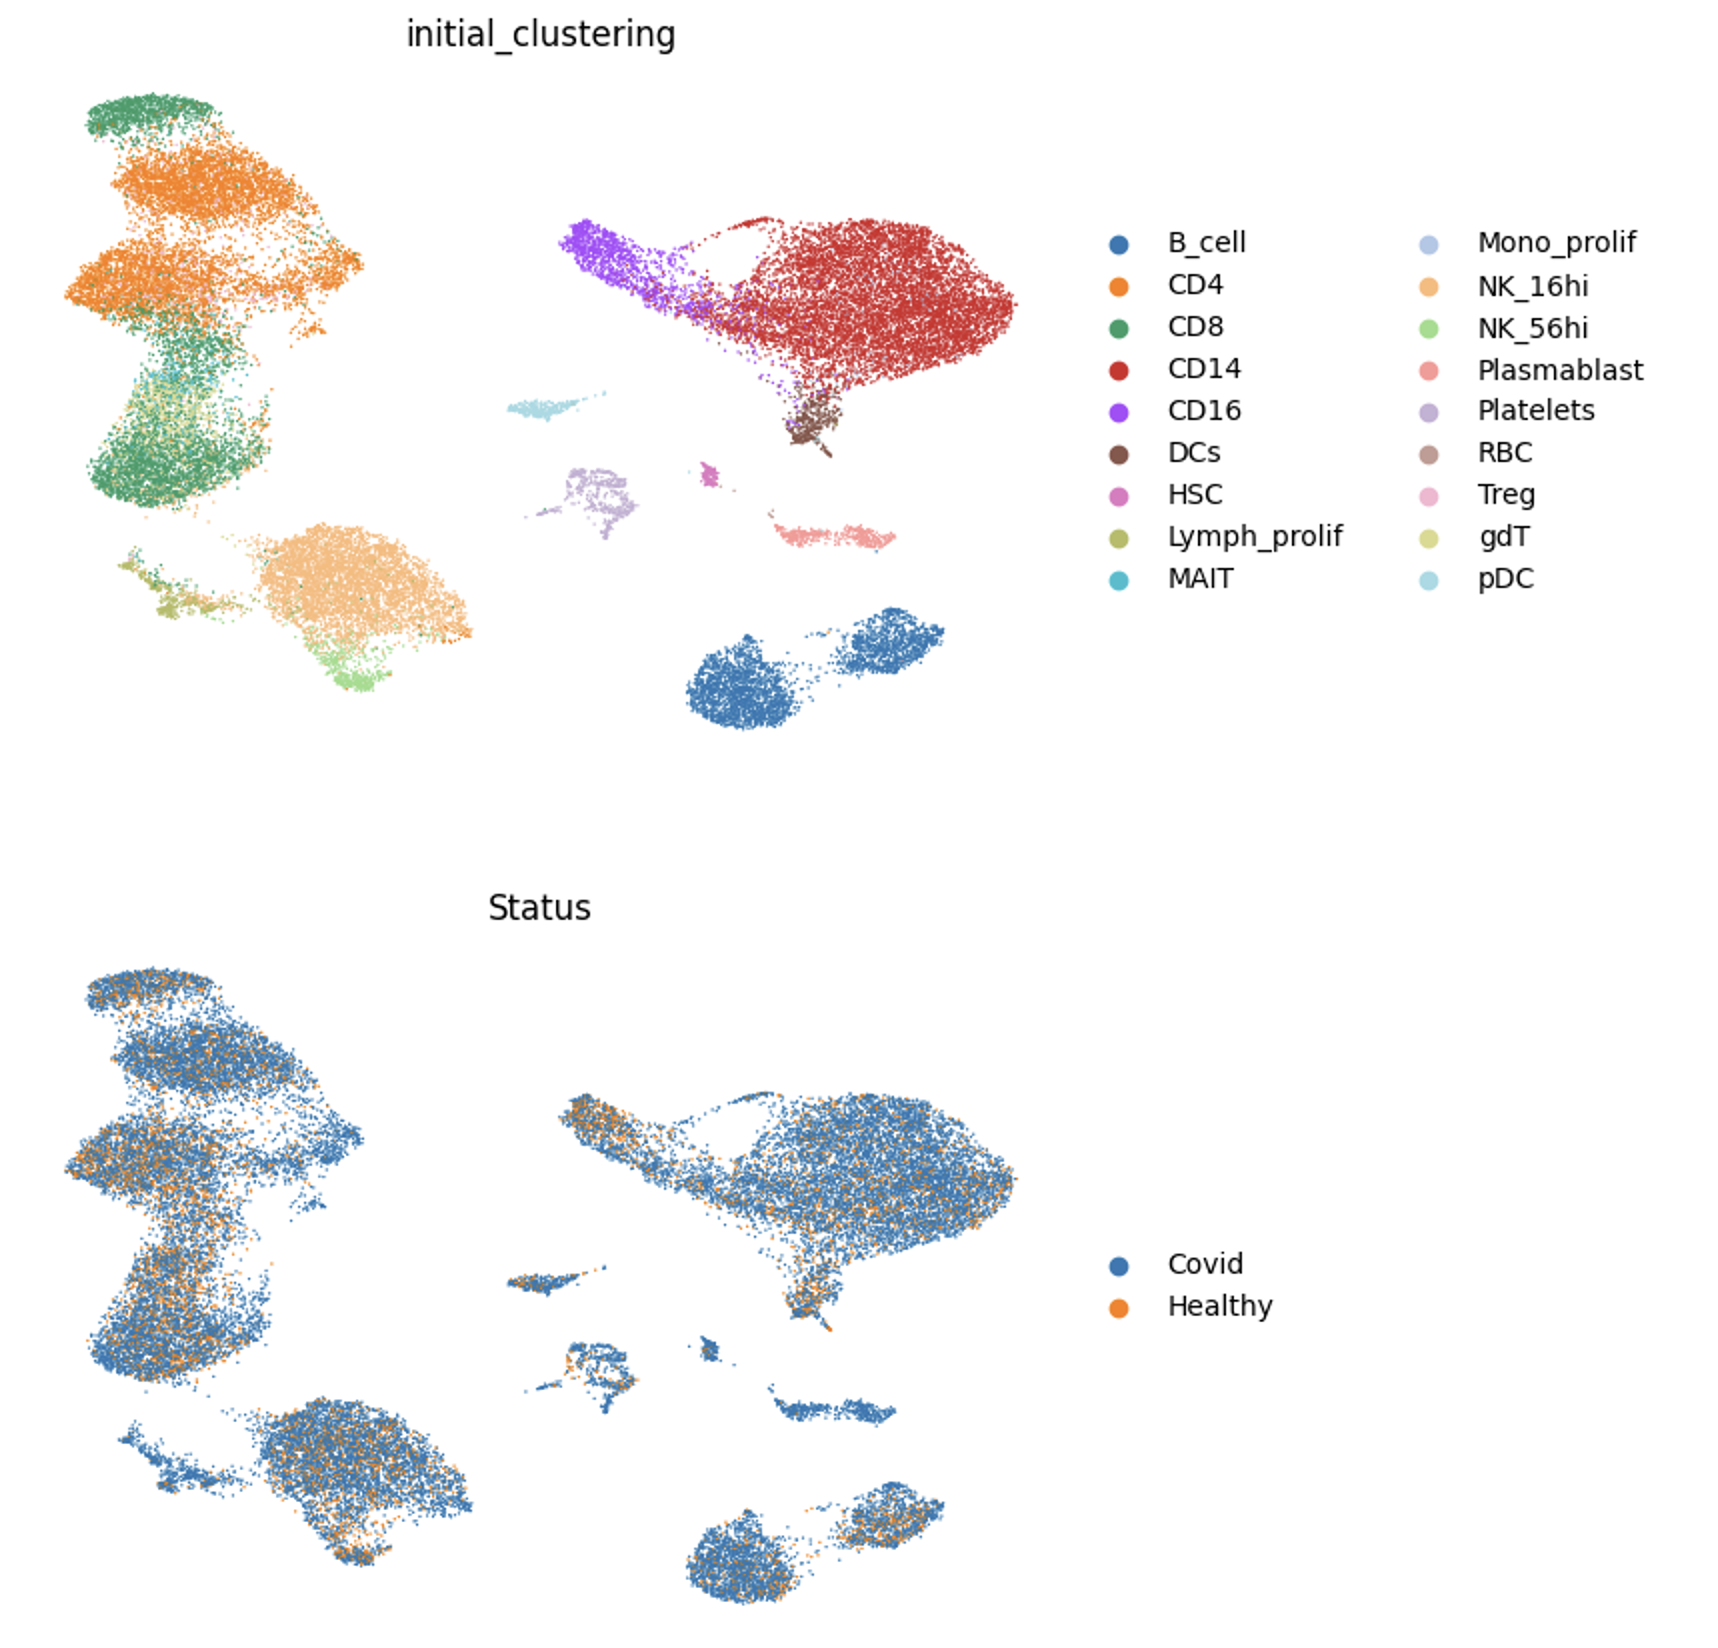 initial_clustering
B_cell
CD4
CD8
CD14
CD16
DCs
HSC
Lymph_prolif
MAIT
Mono_prolif
NK_16hi
NK_56hi
Plasmablast
Platelets
RBC
Treg
gdT
pDC
Status
Covid
Healthy